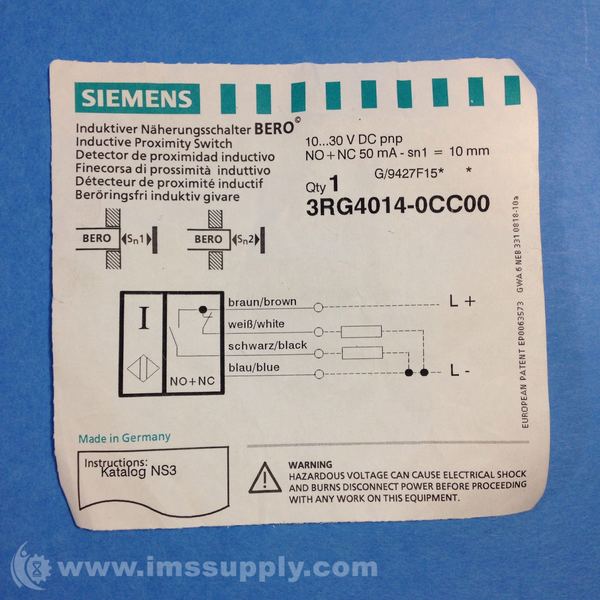 SIEMENS
Induktiver Näherungsschalter BERO©
Inductive Proximity Switch
Detector de proximidad inductivo
Finecorsa di prossimità induttivo
Détecteur de proximité inductif
Beröringsfri induktiv givare
10...30 V DC pnp
NO + NC 50 mA - sn1 = 10 mm
G/9427F15* *
Qty 1
3RG4014-0CC00
BERO Sn1 BERO Sn2
I
NO + NC
braun/brown L +
weiß/white
schwarz/black
blau/blue L -
EUROPEAN PATENT EP0063573 GWA 6 NEB 331 0818-10a
Made in Germany
Instructions:
Katalog NS3
WARNING
HAZARDOUS VOLTAGE CAN CAUSE ELECTRICAL SHOCK
AND BURNS DISCONNECT POWER BEFORE PROCEEDING
WITH ANY WORK ON THIS EQUIPMENT.
www.imssupply.com/